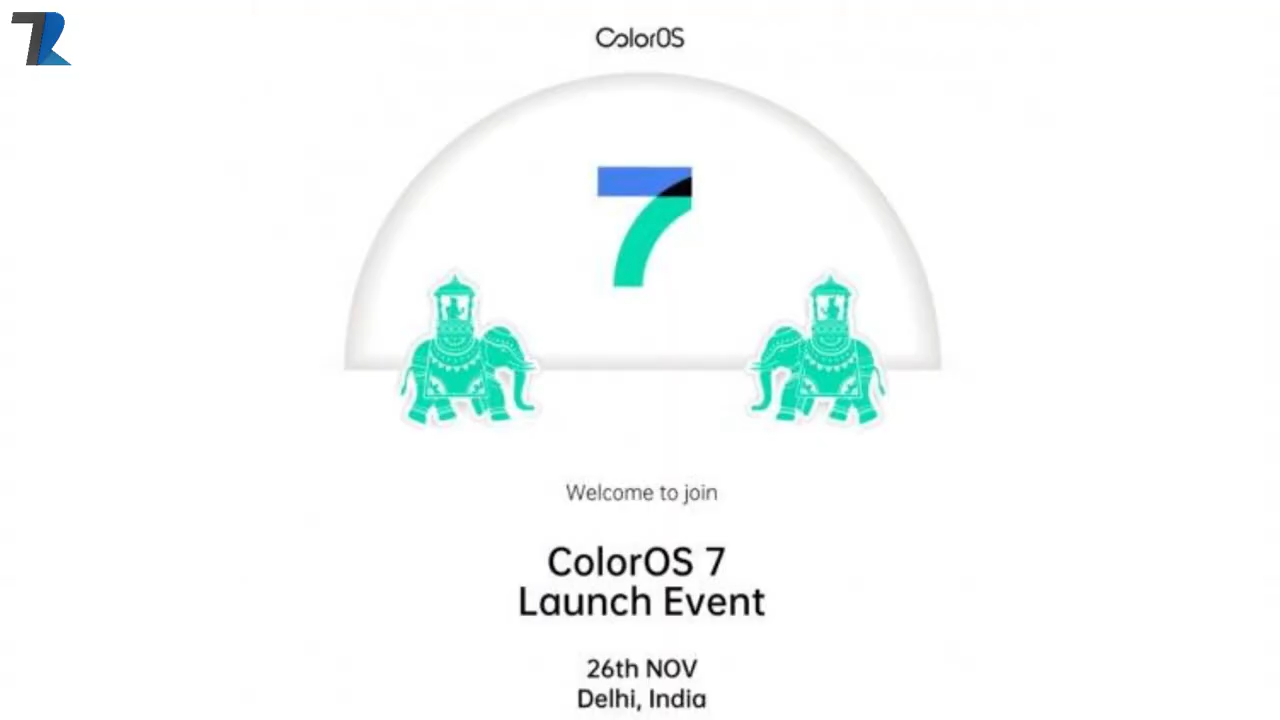 ColorOS
7
Welcome to join
ColorOS 7
Launch Event
26th NOV
Delhi, India